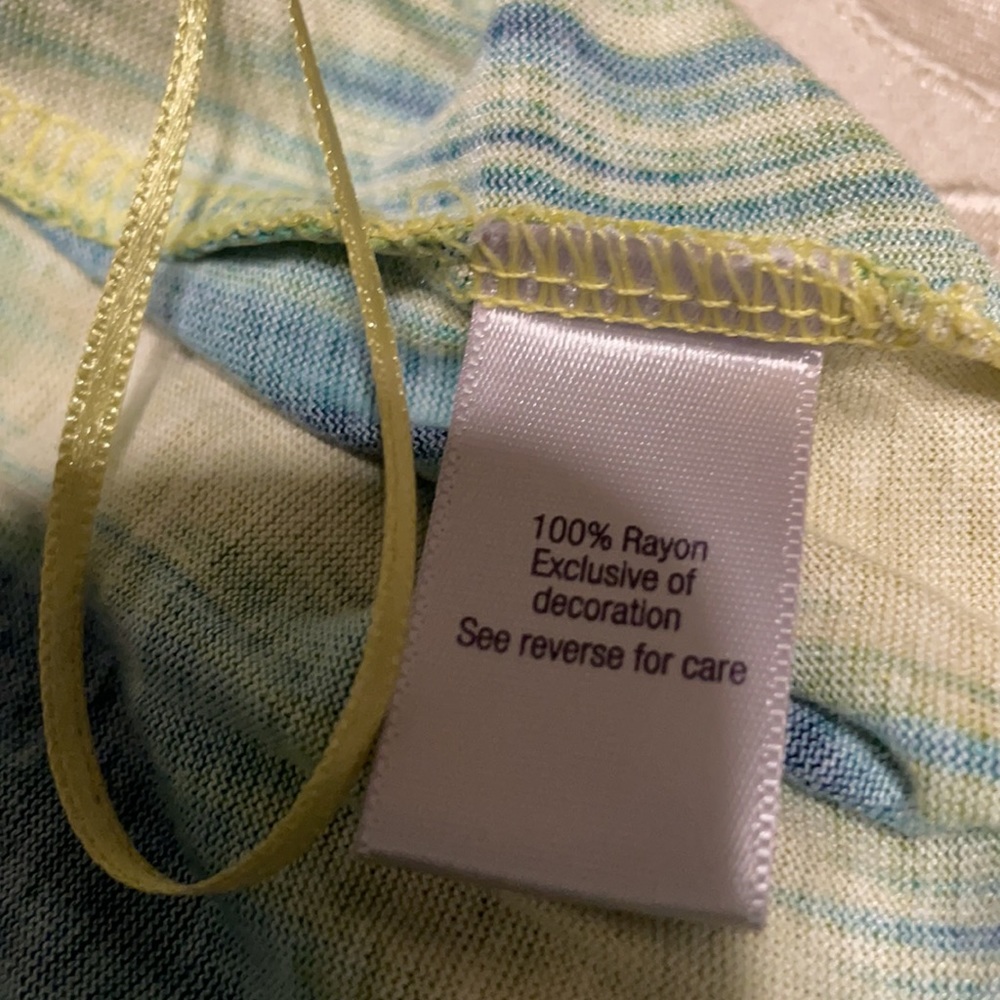 100% Rayon
Exclusive of
decoration
See reverse for care